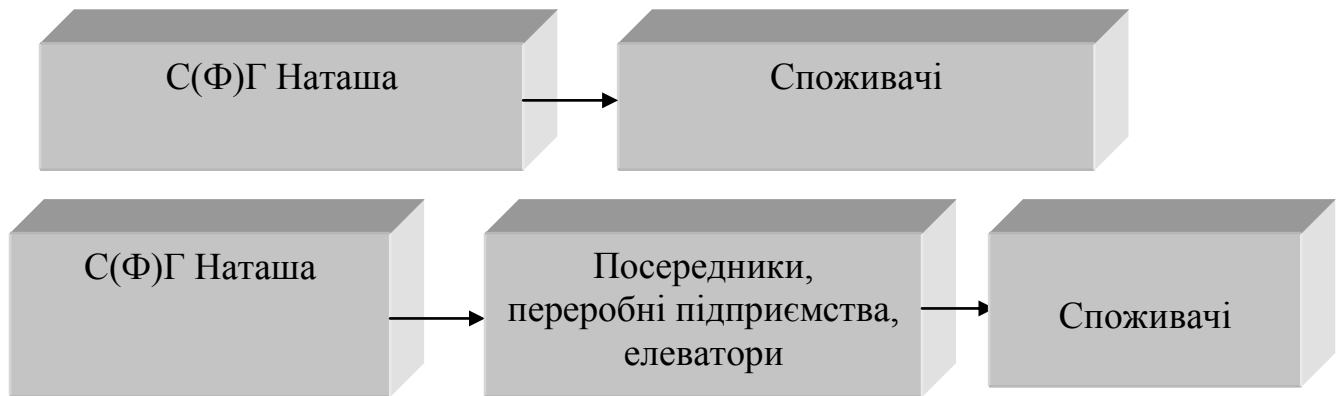 С(Ф)Г Наташа
Споживачі
С(Ф)Г Наташа
Посередники,
переробні підприємства,
елеватори
Споживачі